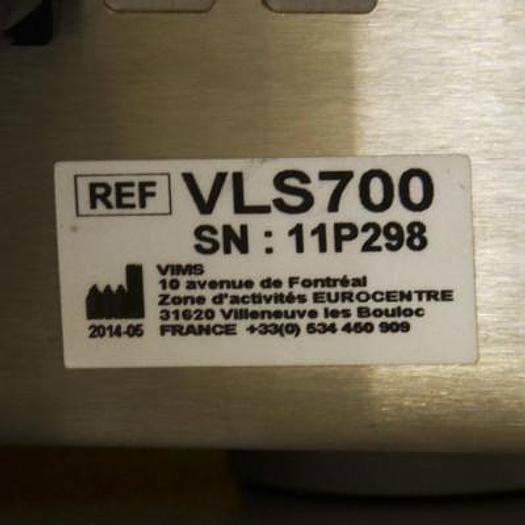 REF VLS700
SN : 11P298
VIMS
10 avenue de Fontréal
Zone d'activités EUROCENTRE
31620 Villeneuve les Bouloc
2014-05 FRANCE +33(0) 534 450 909